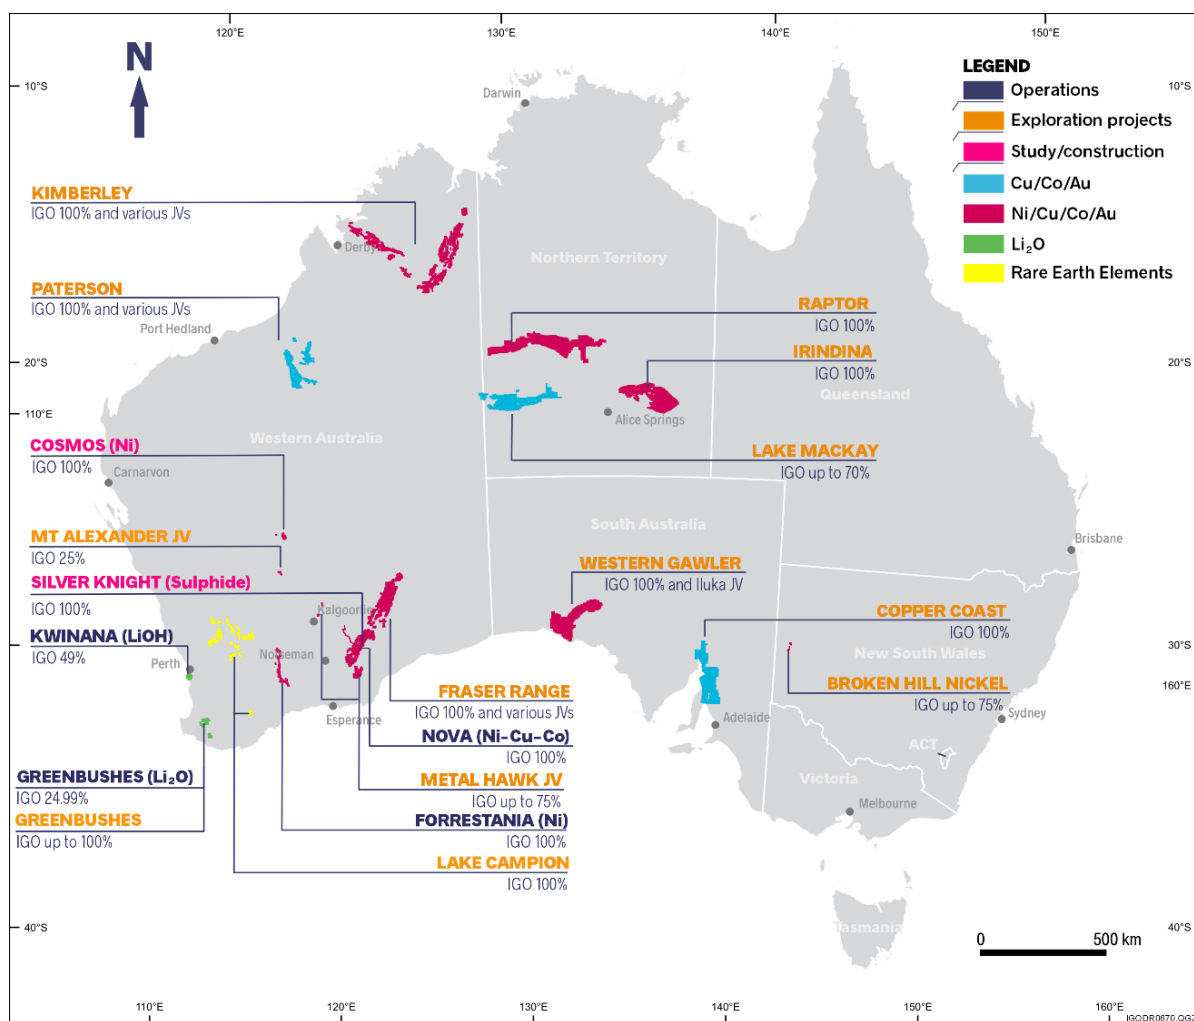 120°E
130°E
140°E
150°E
N
10°S
Darwin
LEGEND
Operations
Exploration projects
Study/construction
Cu/Co/Au
Ni/Cu/Co/Au
Li₂O
Rare Earth Elements
10°S
KIMBERLEY
IGO 100% and various JVs
Derby
Northern Territory
PATERSON
IGO 100% and various JVs
Port Hedland
RAPTOR
IGO 100%
IRINDINA
IGO 100%
20°S
20°S
110°E
Alice Springs
Queensland
Western Australia
COSMOS (Ni)
IGO 100%
Carnarvon
LAKE MACKAY
IGO up to 70%
South Australia
MT ALEXANDER JV
IGO 25%
Brisbane
WESTERN GAWLER
IGO 100% and Iluka JV
SILVER KNIGHT (Sulphide)
IGO 100%
Kalgoorlie
COPPER COAST
IGO 100%
KWINANA (LiOH)
IGO 49%
Perth
Norseman
30°S
New South Wales
160°E
BROKEN HILL NICKEL
IGO up to 75%
FRASER RANGE
IGO 100% and various JVs
Esperance
Adelaide
Sydney
NOVA (Ni-Cu-Co)
IGO 100%
ACT
GREENBUSHES (Li₂O)
IGO 24.99%
METAL HAWK JV
IGO up to 75%
Victoria
Melbourne
GREENBUSHES
IGO up to 100%
FORRESTANIA (Ni)
IGO 100%
LAKE CAMPION
IGO 100%
40°S
Tasmania
0
500 km
40°S
110°E
120°E
130°E
140°E
150°E
160°E
IGODR0670.QGZ